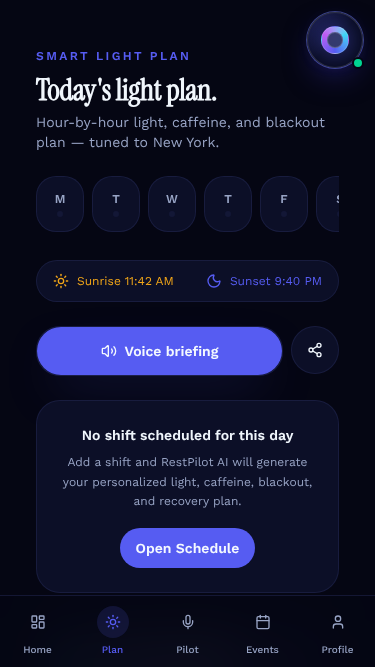 SMART LIGHT PLAN
Today's light plan.
Hour-by-hour light, caffeine, and blackout
plan — tuned to New York.
M T W T F
Sunrise 11:42 AM Sunset 9:40 PM
Voice briefing
No shift scheduled for this day
Add a shift and RestPilot AI will generate
your personalized light, caffeine, blackout,
and recovery plan.
Open Schedule
Home Plan Pilot Events Profile